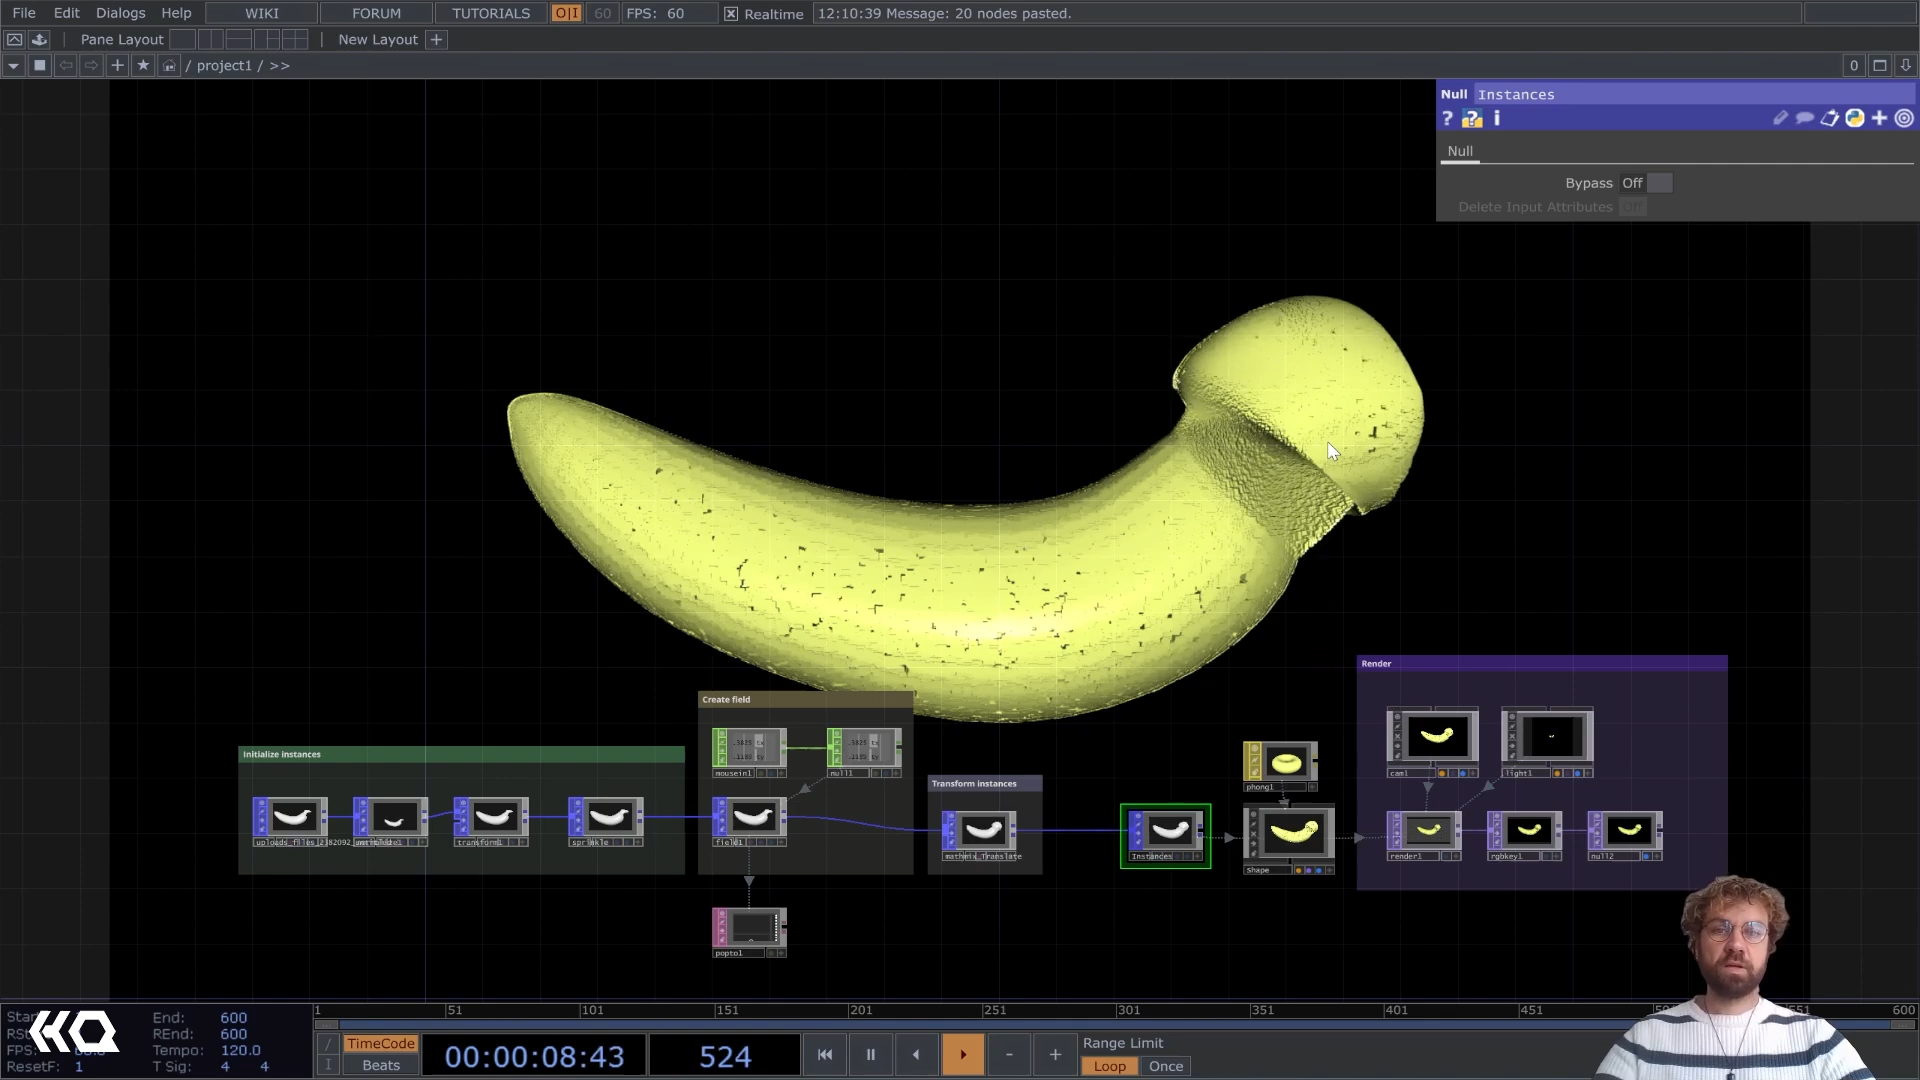 File Edit Dialogs Help WIKI FORUM TUTORIALS O|I 60 FPS: 60 Realtime 12:10:39 Message: 20 nodes pasted.
Pane Layout New Layout +
/ project1 / >> 0
Null Instances
? ? i
Null
Bypass Off
Delete Input Attributes
Render
Create field
mousein1 null1
cam1 light1
Initialize instances
Transform instances
phong1
transform1 sprinkle field1
Instances
Shape
render1 rgbkey1 null2
popto1
1 51 101 151 201 251 301 351 401 451 551 600
End: 600
REnd: 600
FPS: Tempo: 120.0
ResetF: 1 T Sig: 4 4
HQ
TimeCode
Beats
00:00:08:43 524 - +
Range Limit
Loop Once